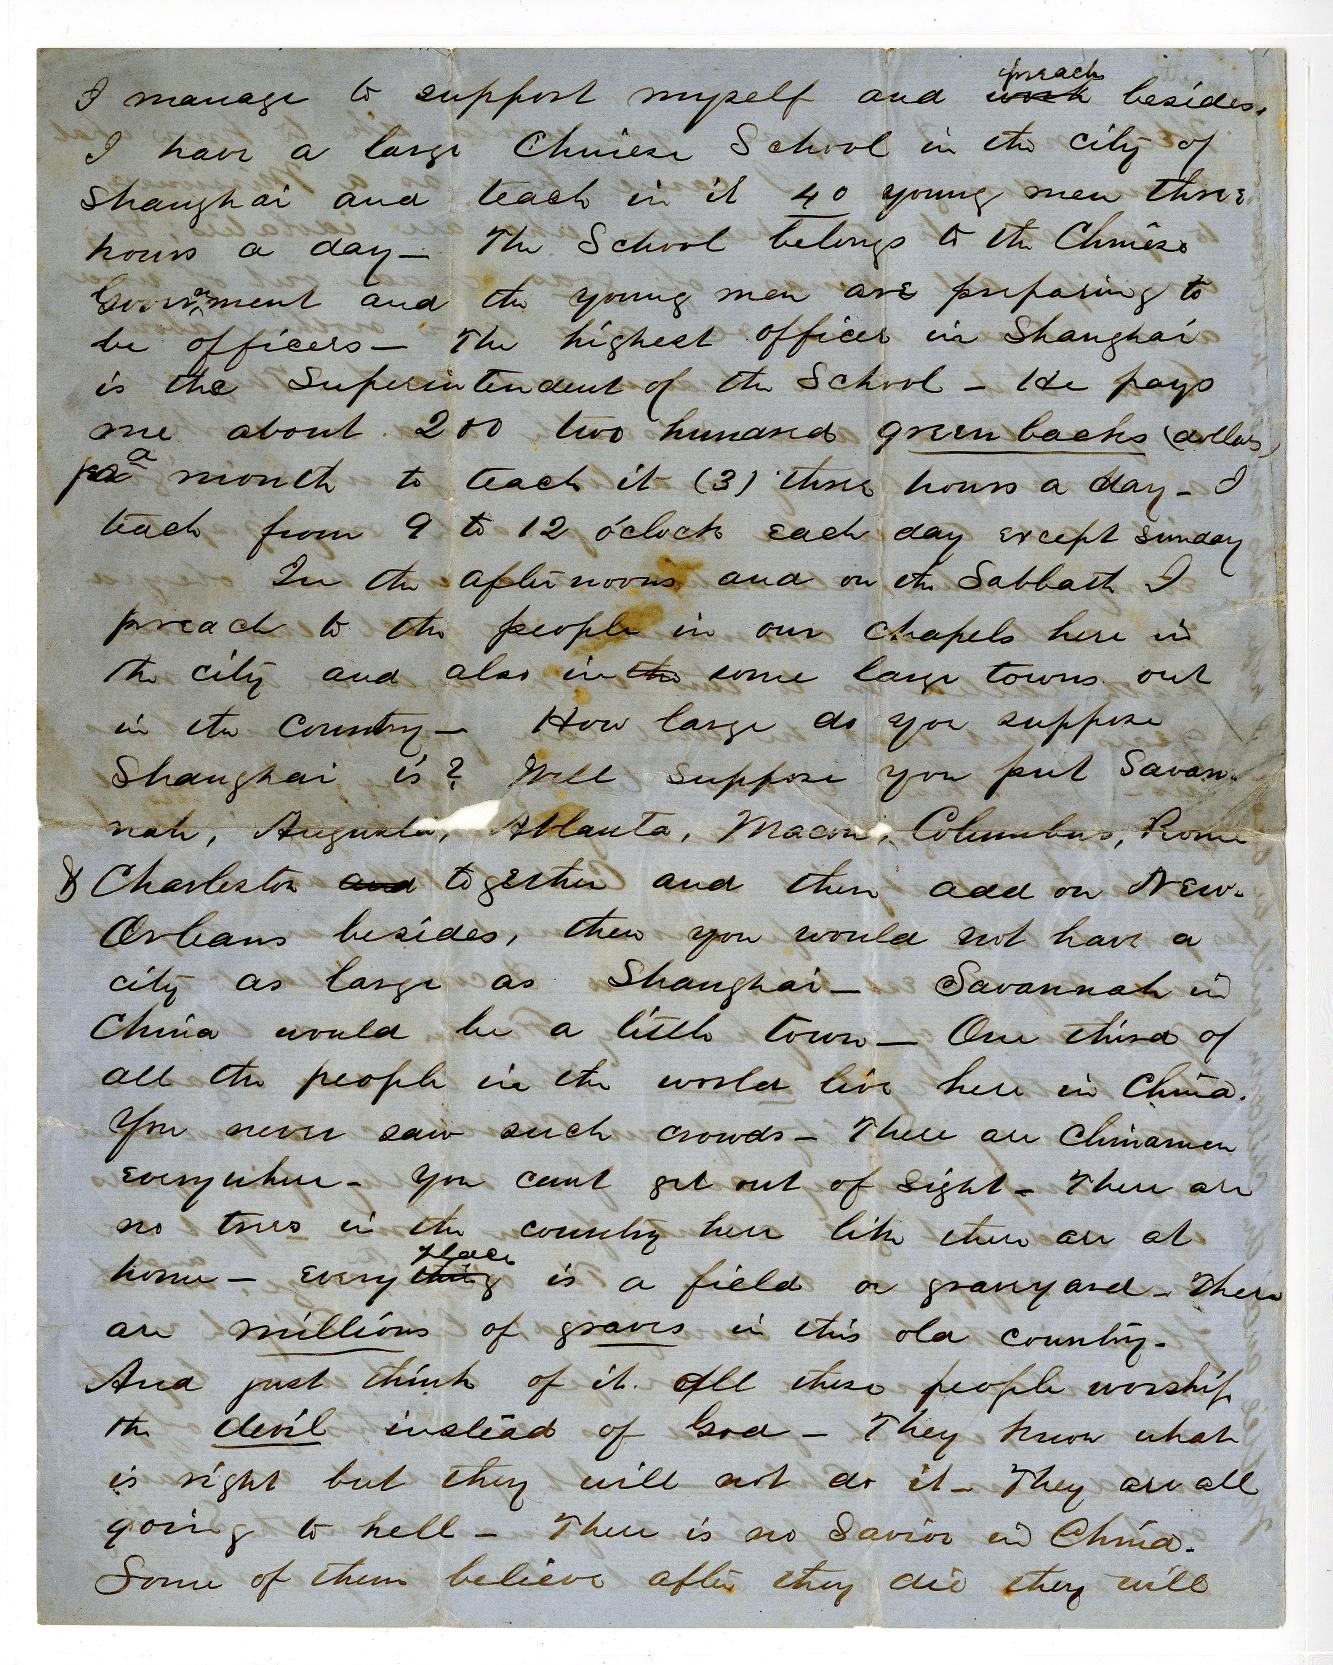 I manage to support myself and work preach besides.
I have a large Chinese School in the city of
Shanghai and teach in it 40 young men three
hours a day – The School belongs to the Chinese
Government and the young men are preparing to
be officers – The highest officer in Shanghai
is the Superintendent of the School – He pays
me about 200 two hundred greenbacks (dollars)
per a month to teach it (3) three hours a day – I
teach from 9 to 12 o'clock each day except Sunday
In the afternoons and on the Sabbath I
preach to the people in our chapels here in
the city and also in the some large towns out
in the country – How large do you suppose
Shanghai is? Well suppose you put Savan-
nah, Augusta, Atlanta, Macon, Columbus, Rome
& Charleston and together and then add on New-
Orleans besides, then you would not have a
city as large as Shanghai – Savannah in
China would be a little town – One third of
all the people in the world live here in China.
You never saw such crowds – There are Chinamen
everywhere – You cant get out of sight – There are
no trees in the country here like there are at
home – every thing place is a field or graveyard – There
are millions of graves in this old country –
And just think of it. All these people worship
the devil instead of God – They know what
is right but they will not do it – They are all
going to hell – There is no Savior in China –
Some of them believe after they die they will